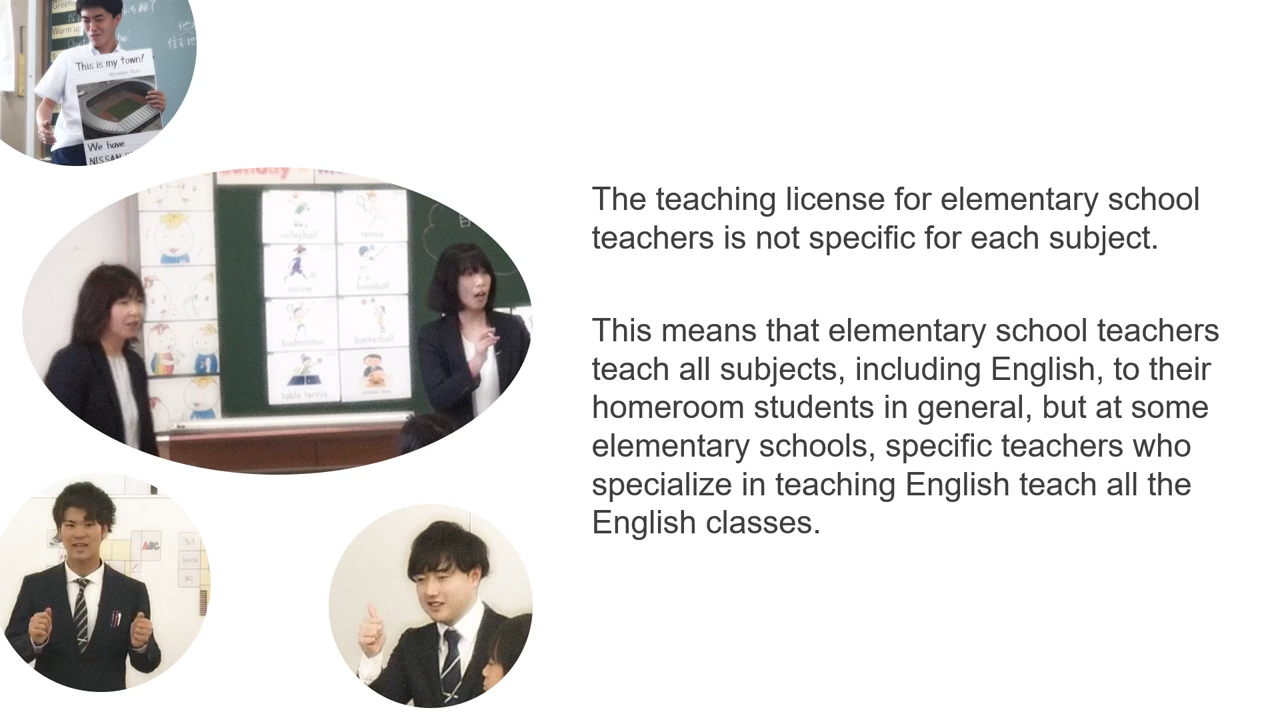 Warm up
This is my town!
We have
NISSAN
volleyball
tennis
soccer
baseball
badminton
basketball
table tennis
ABC
The teaching license for elementary school
teachers is not specific for each subject.
This means that elementary school teachers
teach all subjects, including English, to their
homeroom students in general, but at some
elementary schools, specific teachers who
specialize in teaching English teach all the
English classes.